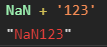 NaN + '123'
"NaN123"